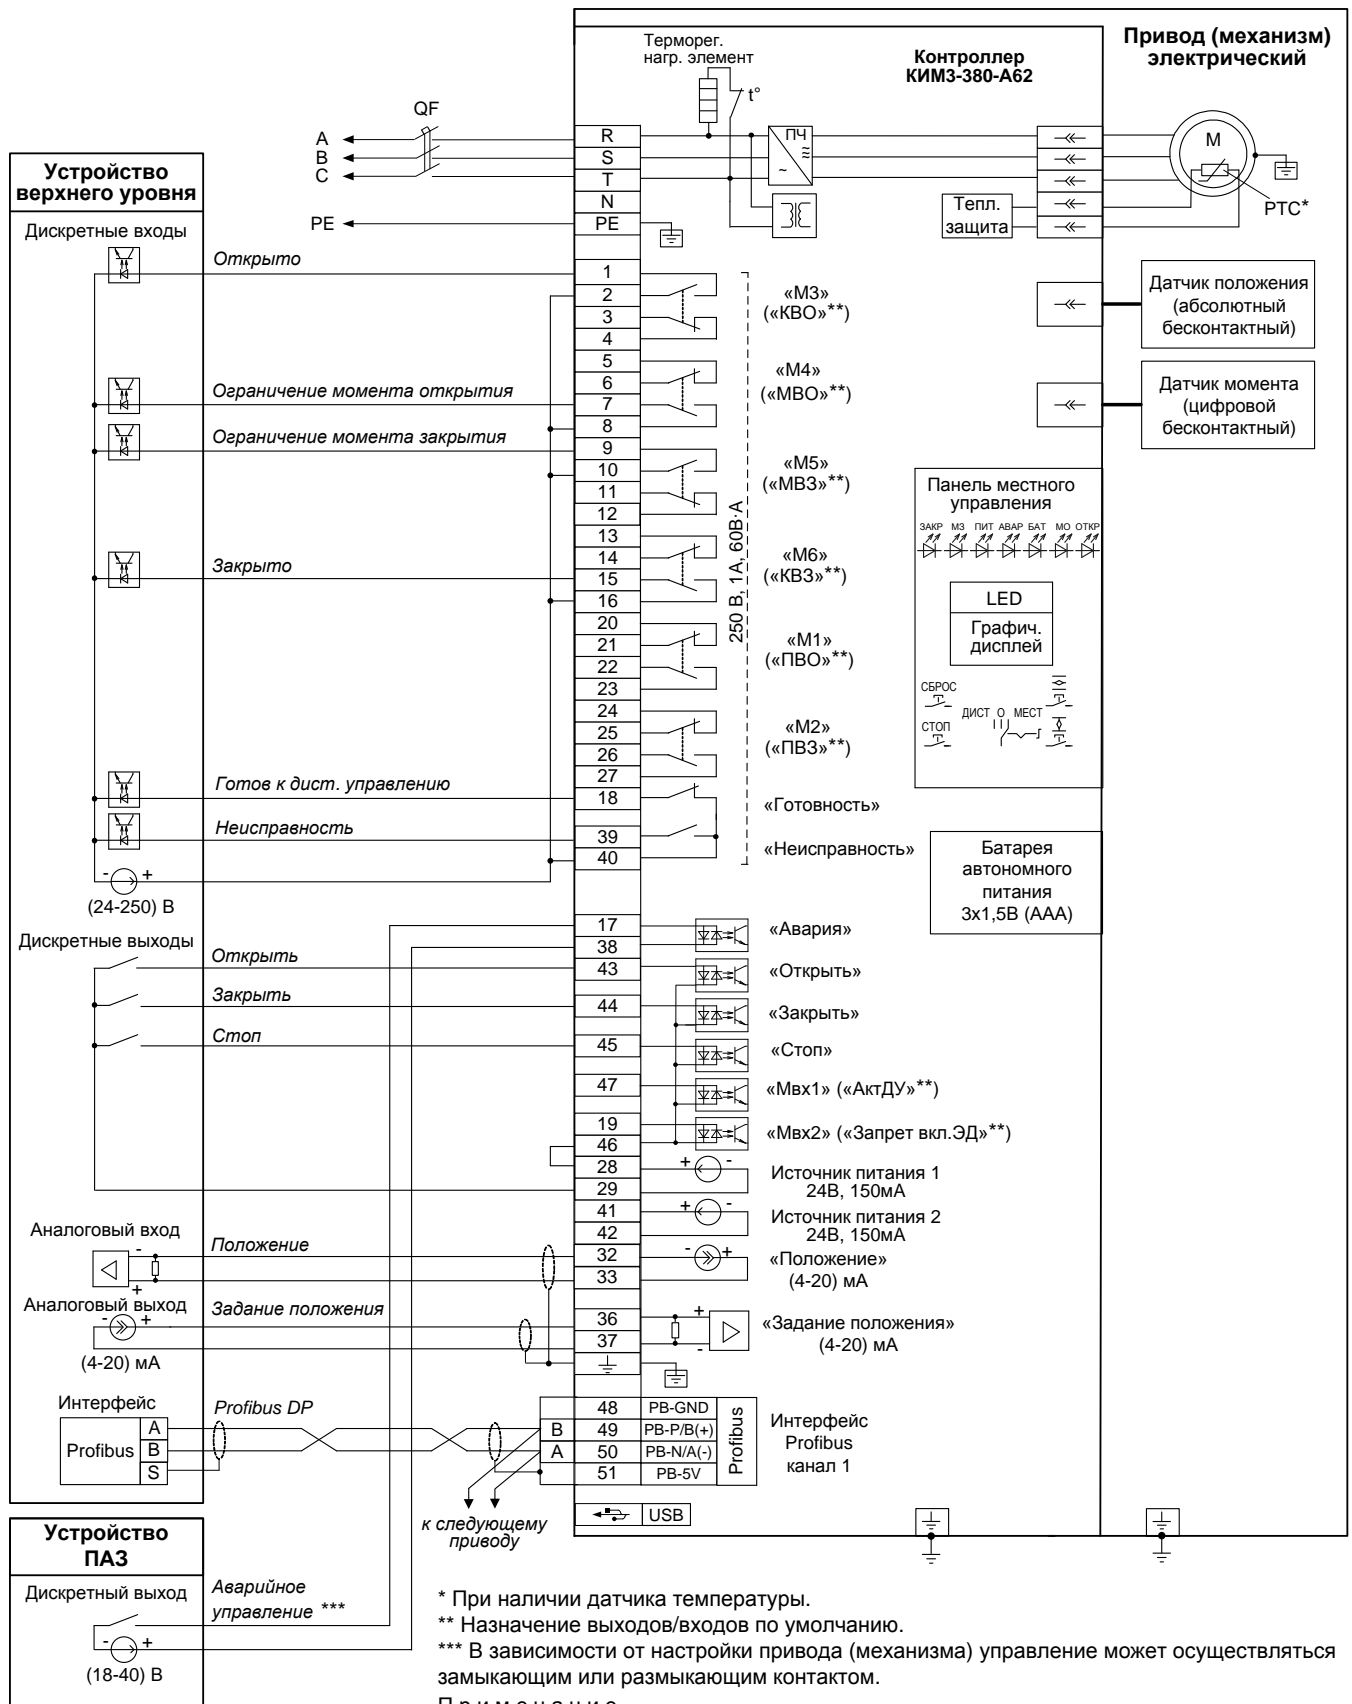 Привод (механизм)
электрический
Контроллер
КИМ3-380-А62
Терморег.
нагр. элемент
t°
QF
A
B
C
PE
R
S
T
N
PE
ПЧ
≈
~
M
PTC*
Тепл.
защита
Устройство
верхнего уровня
Дискретные входы
Открыто
Ограничение момента открытия
Ограничение момента закрытия
Закрыто
Готов к дист. управлению
Неисправность
- +
(24-250) В
1
2
3
4
5
6
7
8
9
10
11
12
13
14
15
16
20
21
22
23
24
25
26
27
18
39
40
«М3»
(«КВО»**)
«М4»
(«МВО»**)
«М5»
(«МВЗ»**)
«М6»
(«КВЗ»**)
«М1»
(«ПВО»**)
«М2»
(«ПВЗ»**)
«Готовность»
«Неисправность»
250 В, 1А, 60В·А
Датчик положения
(абсолютный
бесконтактный)
Датчик момента
(цифровой
бесконтактный)
Панель местного
управления
ЗАКР МЗ ПИТ АВАР БАТ МО ОТКР
LED
Графич.
дисплей
СБРОС
СТОП
ДИСТ О МЕСТ
Батарея
автономного
питания
3х1,5В (ААА)
Дискретные выходы
Открыть
Закрыть
Стоп
17
38
43
44
45
47
19
46
28
29
41
42
32
33
36
37
«Авария»
«Открыть»
«Закрыть»
«Стоп»
«Мвх1» («АктДУ»**)
«Мвх2» («Запрет вкл.ЭД»**)
+ -
Источник питания 1
24В, 150мА
+ -
Источник питания 2
24В, 150мА
- +
«Положение»
(4-20) мА
+
-
«Задание положения»
(4-20) мА
Аналоговый вход
-
+
Положение
Аналоговый выход
- +
Задание положения
(4-20) мА
Интерфейс
Profibus
A
B
S
Profibus DP
B
A
48 PB-GND
49 PB-P/B(+)
50 PB-N/A(-)
51 PB-5V
Profibus
Интерфейс
Profibus
канал 1
USB
к следующему
приводу
Устройство
ПАЗ
Дискретный выход
Аварийное
управление ***
- +
(18-40) В
* При наличии датчика температуры.
** Назначение выходов/входов по умолчанию.
*** В зависимости от настройки привода (механизма) управление может осуществляться
замыкающим или размыкающим контактом.